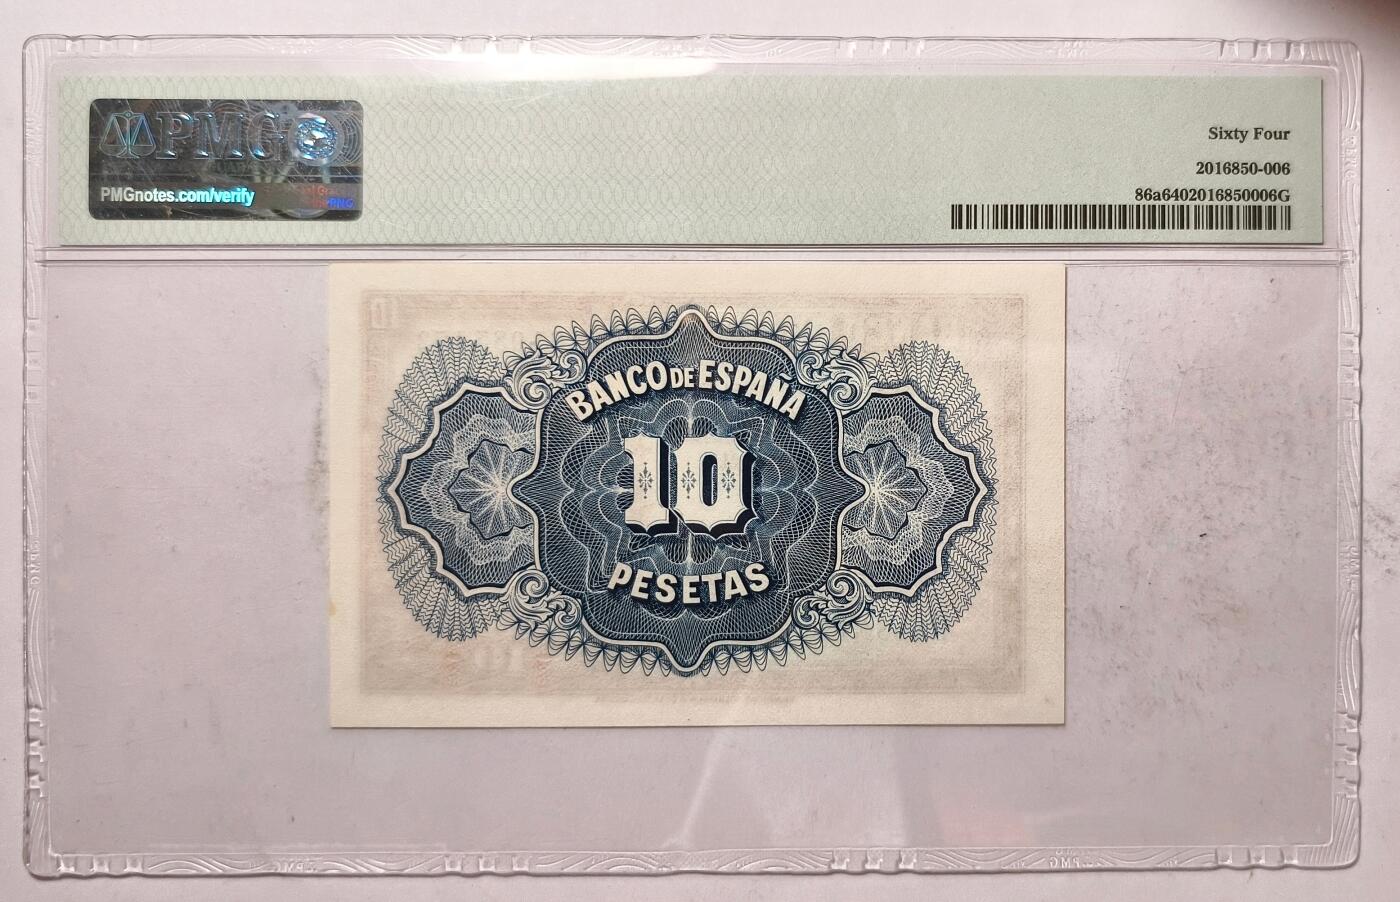 PMG
PMGnotes.com/verify
Sixty Four
2016850-006
86a6402016850006G
BANCO DE ESPAÑA
10
PESETAS